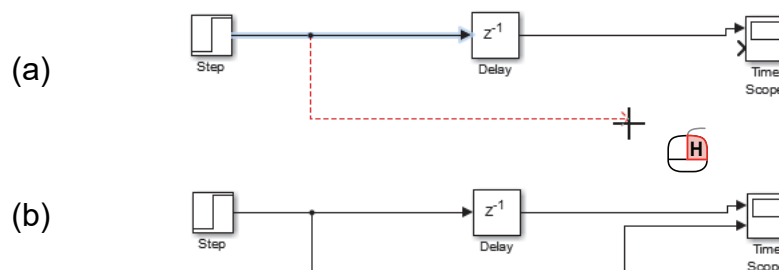 (a)
Step
z-1
Delay
Time
Scope
H
(b)
Step
z-1
Delay
Time
Scope